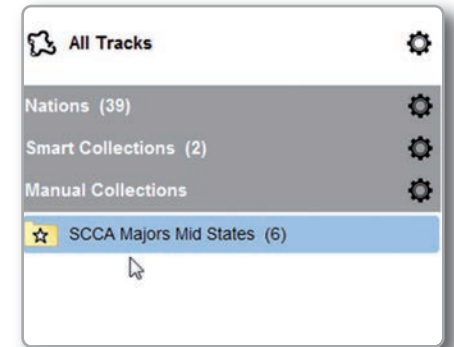 All Tracks
Nations (39)
Smart Collections (2)
Manual Collections
SCCA Majors Mid States (6)